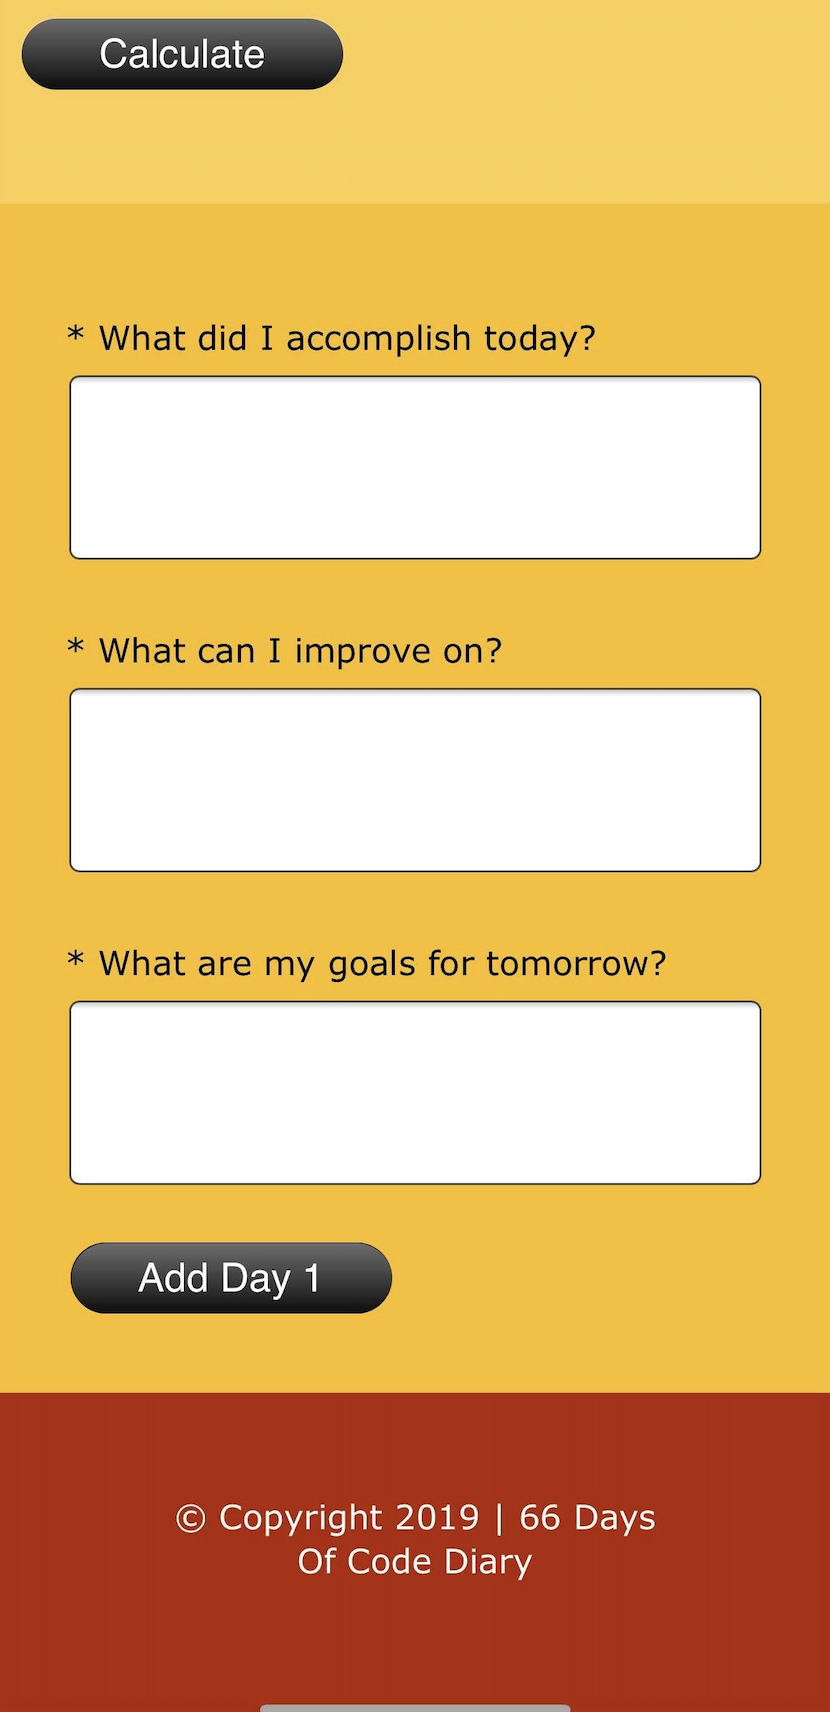 Calculate
* What did I accomplish today?
* What can I improve on?
* What are my goals for tomorrow?
Add Day 1
© Copyright 2019 | 66 Days
Of Code Diary